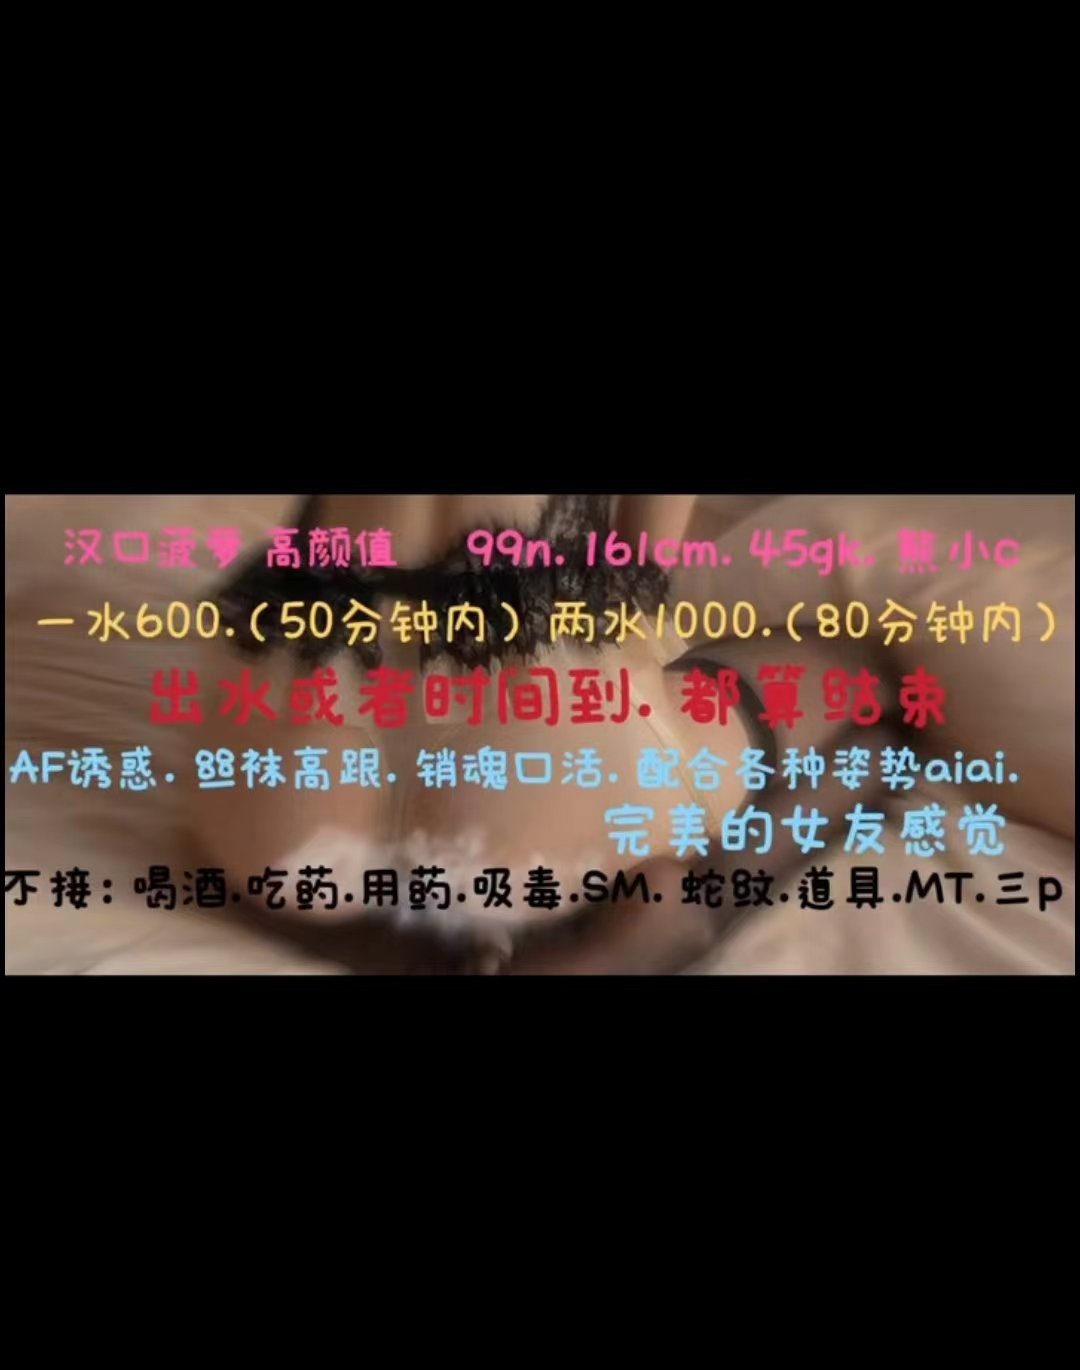 汉口菠萝 高颜值 99n. 161cm. 45gk. 熊小c
一水600.(50分钟内) 两水1000.(80分钟内)
出水或者时间到. 都算结束
AF诱惑. 丝袜高跟. 销魂口活. 配合各种姿势aiai.
完美的女友感觉
不接: 喝酒.吃药.用药.吸毒.SM. 蛇纹.道具.MT.三p